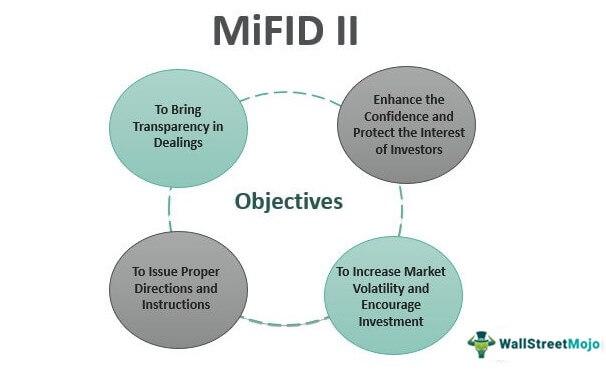 MiFID II
To Bring
Transparency in
Dealings
Enhance the
Confidence and
Protect the Interest
of Investors
Objectives
To Issue Proper
Directions and
Instructions
To Increase Market
Volatility and
Encourage
Investment
WallStreetMojo